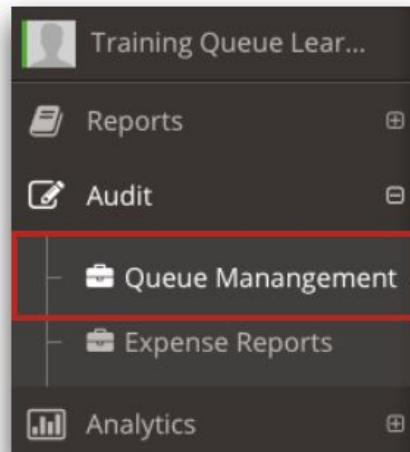 Training Queue Lear...
Reports
Audit
Queue Manangement
Expense Reports
Analytics